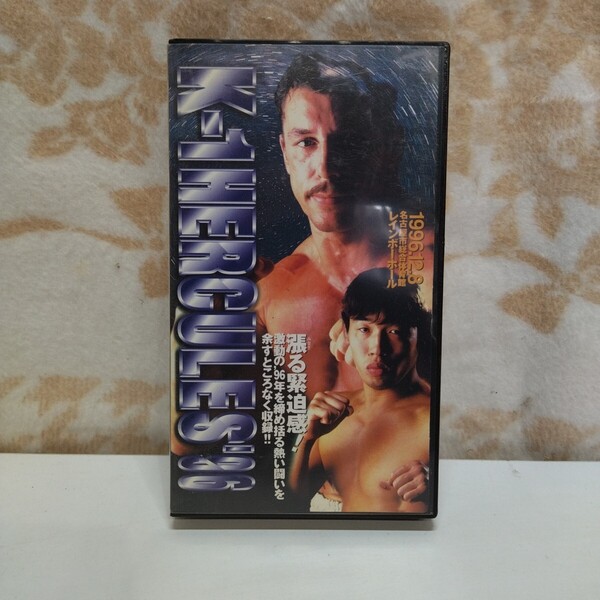 K-1 HERCULES '96
1996.12.8
名古屋市総合体育館
レインボーホール
張る緊迫感!
激動の'96年を締め括る熱い闘いを
余すところなく収録!!